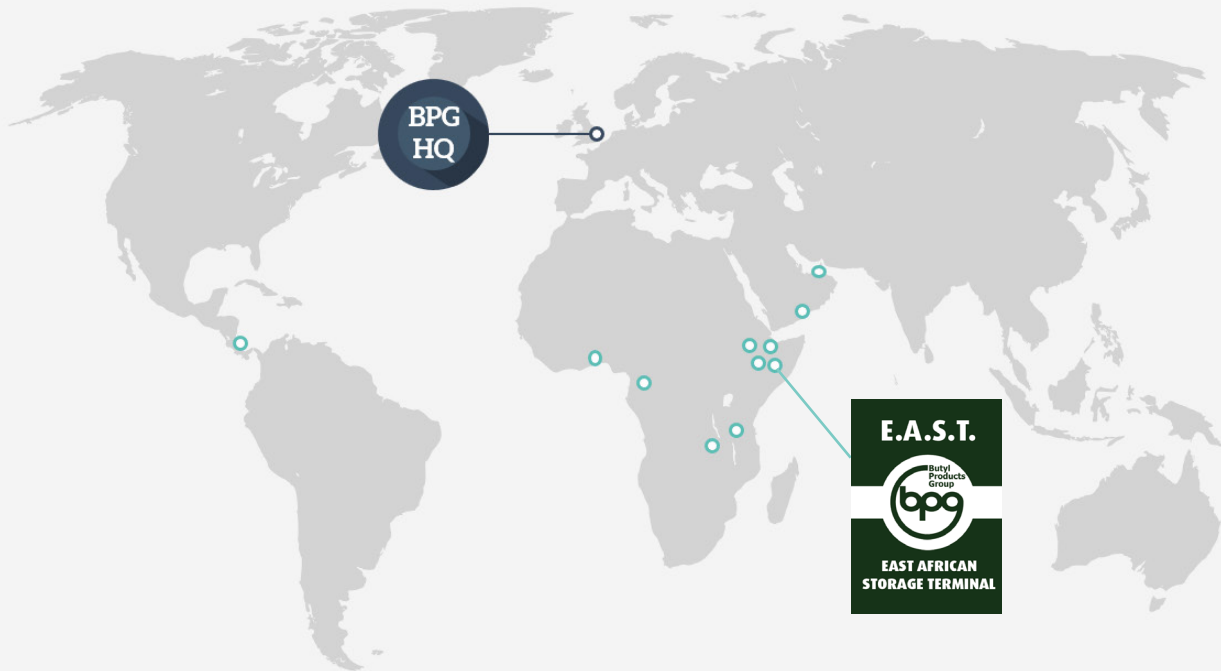 BPG
HQ
E.A.S.T.
Butyl
Products
Group
bpg
EAST AFRICAN
STORAGE TERMINAL